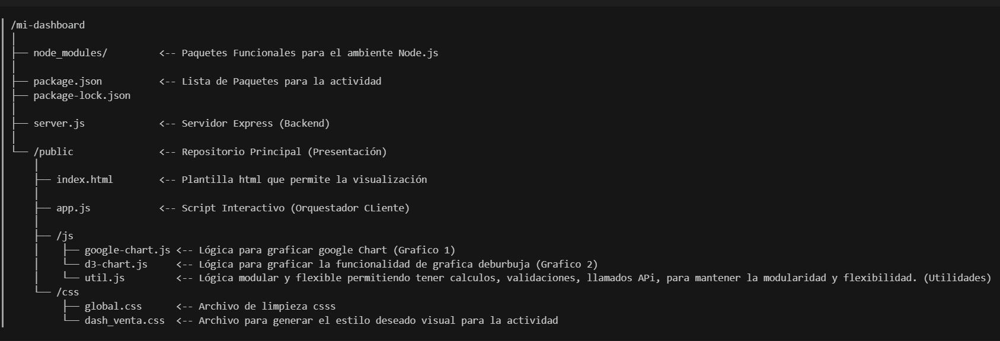 /mi-dashboard
│
├── node_modules/         <-- Paquetes Funcionales para el ambiente Node.js
│
├── package.json          <-- Lista de Paquetes para la actividad
├── package-lock.json
│
├── server.js             <-- Servidor Express (Backend)
│
└── /public               <-- Repositorio Principal (Presentación)
    │
    ├── index.html        <-- Plantilla html que permite la visualización
    │
    ├── app.js            <-- Script Interactivo (Orquestador CLiente)
    │
    ├── /js
    │    ├── google-chart.js <-- Lógica para graficar google Chart (Grafico 1)
    │    └── d3-chart.js     <-- Lógica para graficar la funcionalidad de grafica deburbuja (Grafico 2)
    │    └── util.js         <-- Lógica modular y flexible permitiendo tener calculos, validaciones, llamados APi, para mantener la modularidad y flexibilidad. (Utilidades)
    └── /css
         ├── global.css      <-- Archivo de limpieza csss
         └── dash_venta.css  <-- Archivo para generar el estilo deseado visual para la actividad